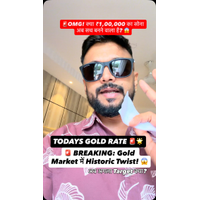 🚨OMG! क्या ₹1,00,000 का सोना
अब सच बनने वाला है? 😱
TODAYS GOLD RATE 🚨🌟
🚨 BREAKING: Gold
Market में Historic Twist! 😱
Target